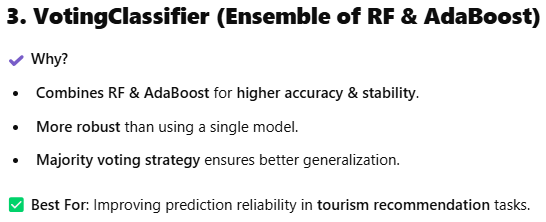 3. VotingClassifier (Ensemble of RF & AdaBoost)
✔ Why?
• Combines RF & AdaBoost for higher accuracy & stability.
• More robust than using a single model.
• Majority voting strategy ensures better generalization.
✅ Best For: Improving prediction reliability in tourism recommendation tasks.